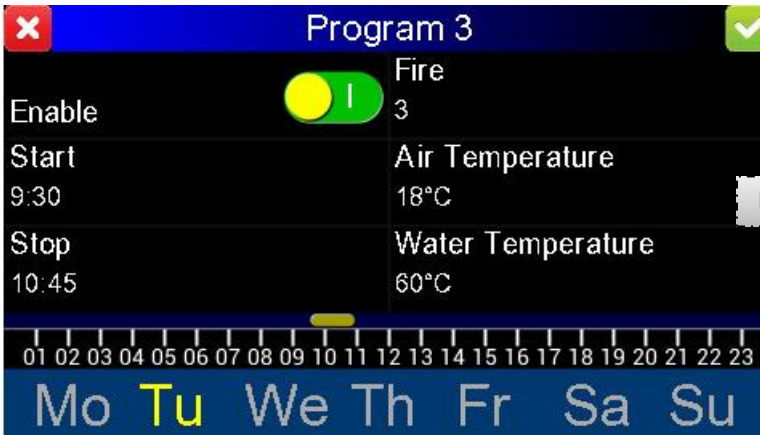 Program 3
Enable
I
Fire
3
Start
9:30
Air Temperature
18°C
Stop
10:45
Water Temperature
60°C
01 02 03 04 05 06 07 08 09 10 11 12 13 14 15 16 17 18 19 20 21 22 23
Mo Tu We Th Fr Sa Su